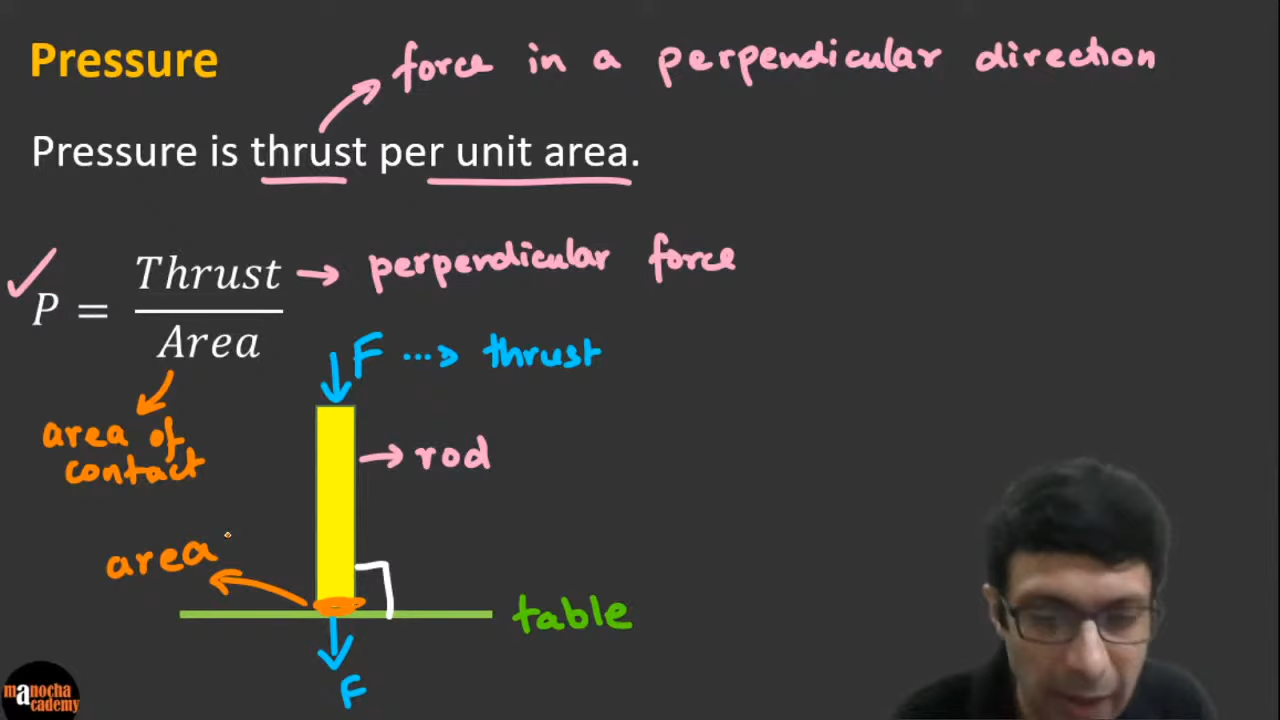 Pressure
force in a perpendicular direction
Pressure is thrust per unit area.
P = Thrust / Area
perpendicular force
F ...> thrust
area of
contact
rod
area
table
F
manocha
academy